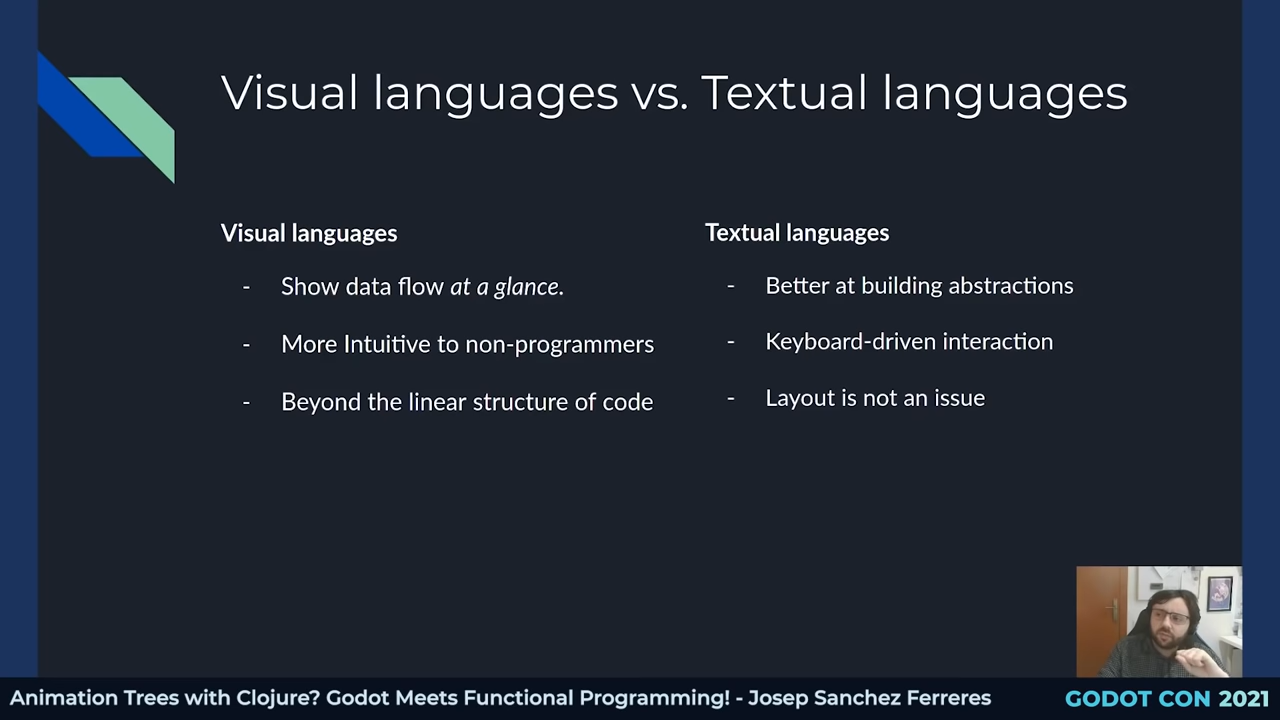 Visual languages vs. Textual languages
Visual languages
- Show data flow at a glance.
- More Intuitive to non-programmers
- Beyond the linear structure of code
Textual languages
- Better at building abstractions
- Keyboard-driven interaction
- Layout is not an issue
Animation Trees with Clojure? Godot Meets Functional Programming! - Josep Sanchez Ferreres
GODOT CON 2021